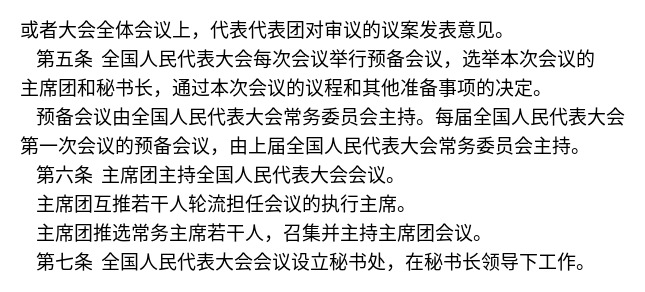 或者大会全体会议上，代表代表团对审议的议案发表意见。
第五条 全国人民代表大会每次会议举行预备会议，选举本次会议的
主席团和秘书长，通过本次会议的议程和其他准备事项的决定。
预备会议由全国人民代表大会常务委员会主持。每届全国人民代表大会
第一次会议的预备会议，由上届全国人民代表大会常务委员会主持。
第六条 主席团主持全国人民代表大会会议。
主席团互推若干人轮流担任会议的执行主席。
主席团推选常务主席若干人，召集并主持主席团会议。
第七条 全国人民代表大会会议设立秘书处，在秘书长领导下工作。